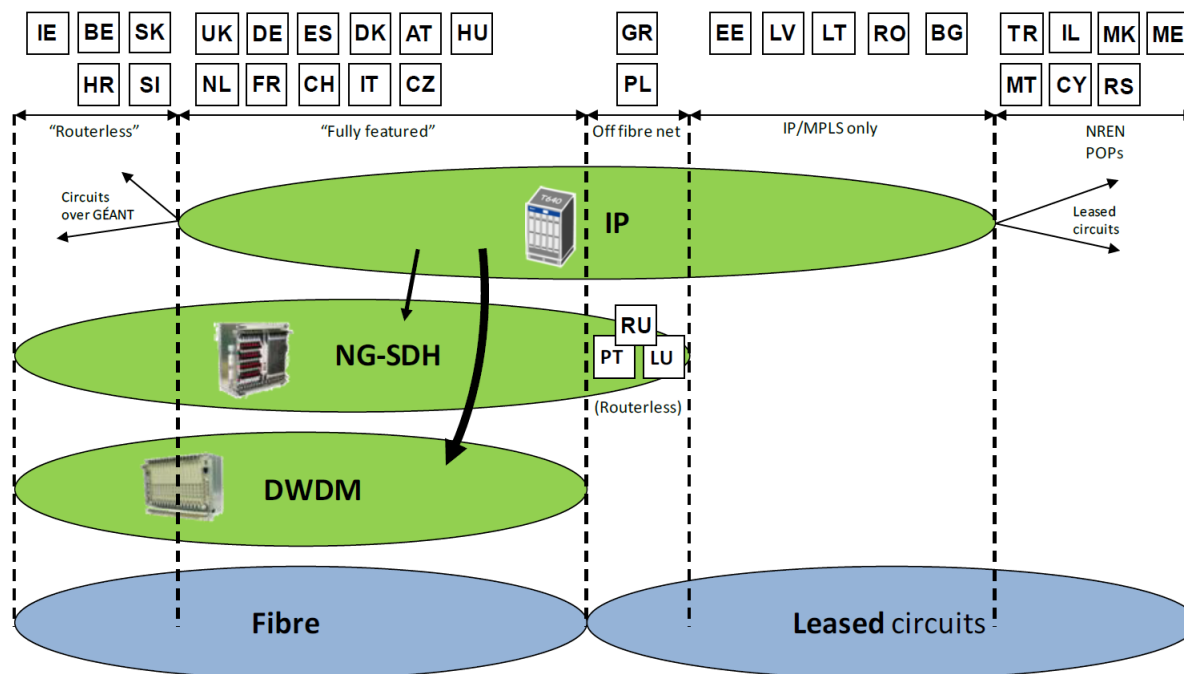 IE BE SK UK DE ES DK AT HU GR EE LV LT RO BG TR IL MK ME
HR SI NL FR CH IT CZ PL MT CY RS
“Routerless” “Fully featured” Off fibre net IP/MPLS only NREN
POPs
Circuits
over GÉANT
T640
IP
Leased
circuits
NG-SDH
RU
PT LU
(Routerless)
DWDM
Fibre
Leased circuits